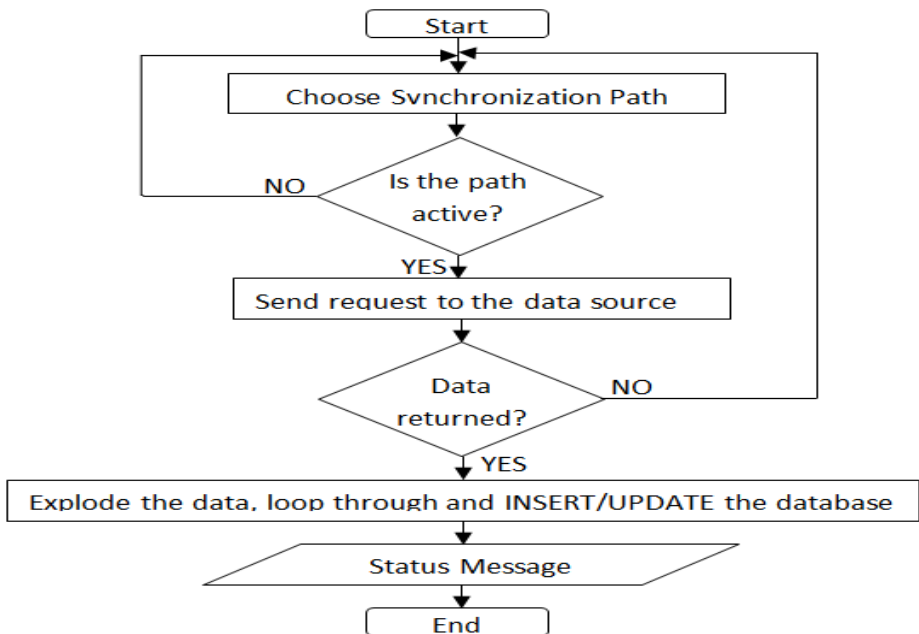 Start
Choose Synchronization Path
Is the path
active?
NO
YES
Send request to the data source
Data
returned?
NO
YES
Explode the data, loop through and INSERT/UPDATE the database
Status Message
End